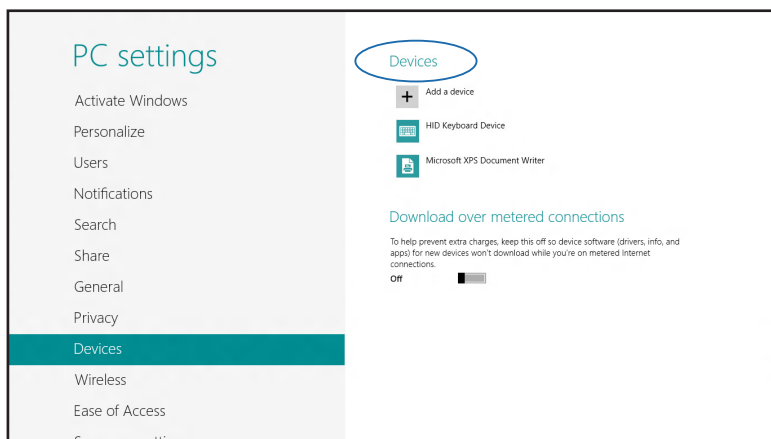 PC settings
Activate Windows
Personalize
Users
Notifications
Search
Share
General
Privacy
Devices
Wireless
Ease of Access
Devices
Add a device
HID Keyboard Device
Microsoft XPS Document Writer
Download over metered connections
To help prevent extra charges, keep this off so device software (drivers, info, and
apps) for new devices won't download while you're on metered Internet
connections.
Off